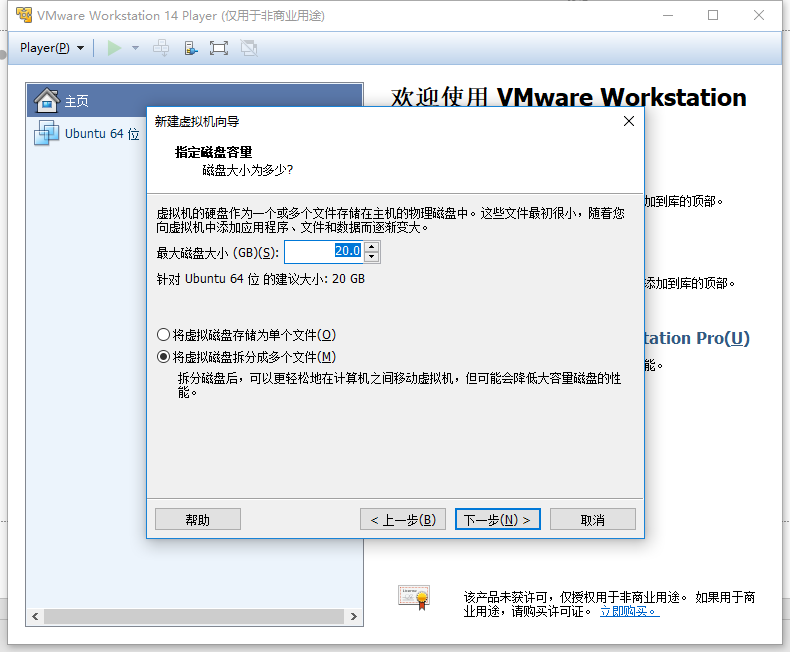 VMware Workstation 14 Player (仅用于非商业用途)
Player(P)
主页
Ubuntu 64 位
欢迎使用 VMware Workstation
加到库的顶部。
添加到库的顶部。
tation Pro(U)
能。
新建虚拟机向导
指定磁盘容量
磁盘大小为多少?
虚拟机的硬盘作为一个或多个文件存储在主机的物理磁盘中。这些文件最初很小，随着您
向虚拟机中添加应用程序、文件和数据而逐渐变大。
最大磁盘大小 (GB)(S): 20.0
针对 Ubuntu 64 位 的建议大小: 20 GB
将虚拟磁盘存储为单个文件(O)
将虚拟磁盘拆分成多个文件(M)
拆分磁盘后，可以更轻松地在计算机之间移动虚拟机，但可能会降低大容量磁盘的性
能。
帮助
< 上一步(B)
下一步(N) >
取消
该产品未获许可，仅授权用于非商业用途。 如果用于商
业用途，请购买许可证。 立即购买。